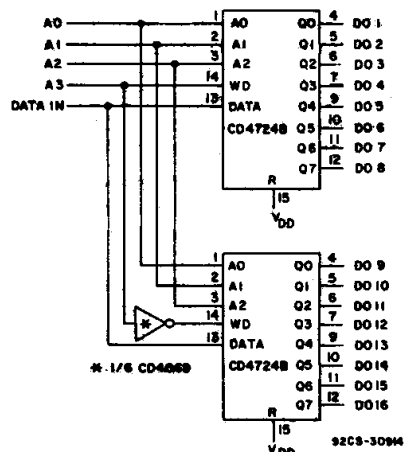 A0 1 A0 Q0 4 DO 1
A1 2 A1 Q1 5 DO 2
A2 3 A2 Q2 6 DO 3
A3 14 WD Q3 7 DO 4
DATA IN 13 DATA Q4 9 DO 5
CD4724B Q5 10 DO 6
Q6 11 DO 7
Q7 12 DO 8
R
15
VDD
1 A0 Q0 4 DO 9
2 A1 Q1 5 DO 10
3 A2 Q2 6 DO 11
* 14 WD Q3 7 DO 12
13 DATA Q4 9 DO 13
* 1/6 CD4069 CD4724B Q5 10 DO 14
Q6 11 DO 15
Q7 12 DO 16
R
15
VDD
92CS-30914